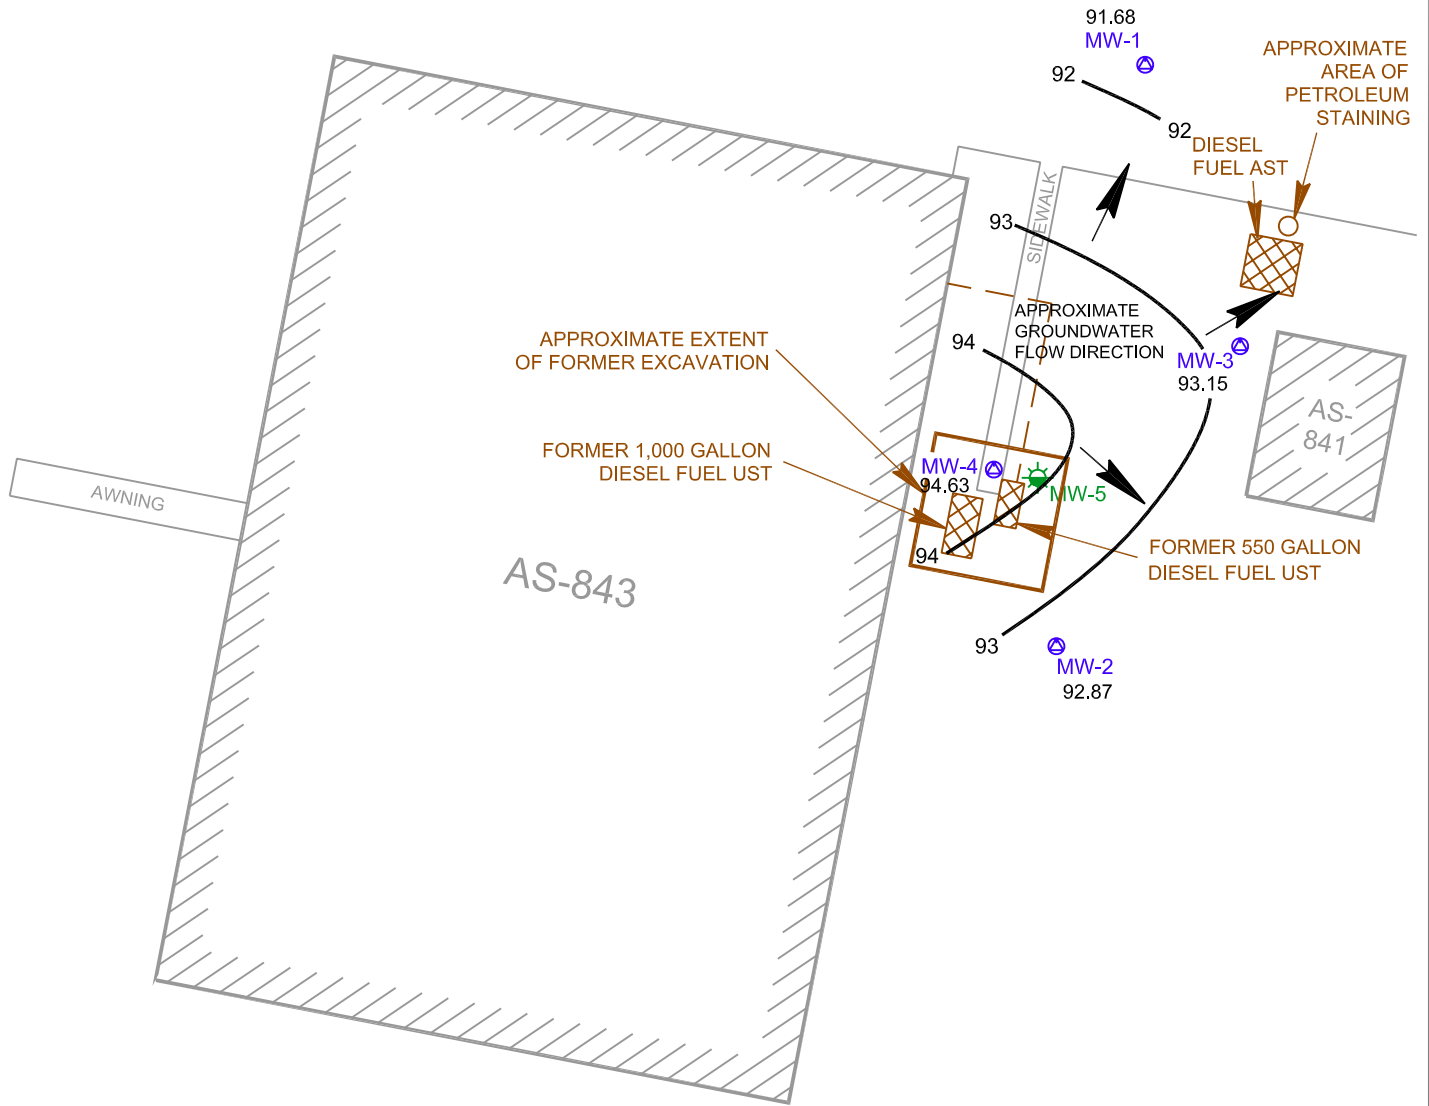 91.68
MW-1
92
92
APPROXIMATE
AREA OF
PETROLEUM
STAINING
DIESEL
FUEL AST
SIDEWALK
93
APPROXIMATE
GROUNDWATER
FLOW DIRECTION
94
APPROXIMATE EXTENT
OF FORMER EXCAVATION
MW-3
93.15
AS-
841
FORMER 1,000 GALLON
DIESEL FUEL UST
MW-4
94.63
MW-5
AWNING
94
FORMER 550 GALLON
DIESEL FUEL UST
AS-843
93
MW-2
92.87